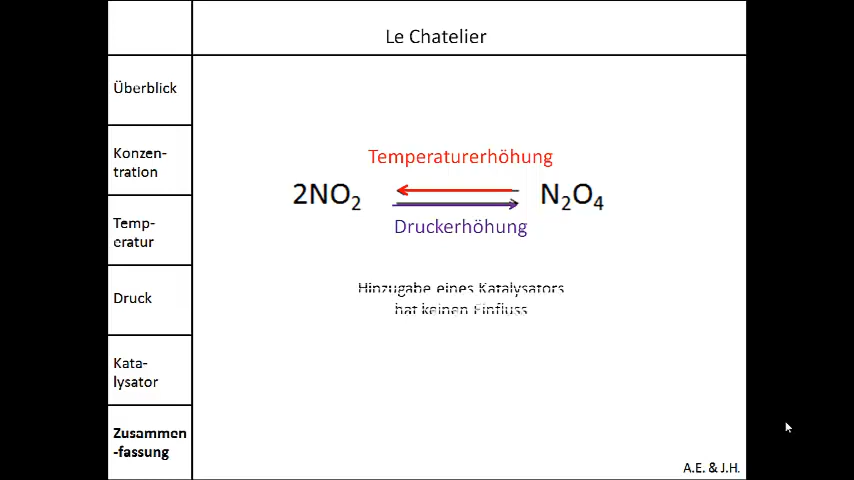 Le Chatelier
Überblick
Konzen-
tration
Temp-
eratur
Druck
Kata-
lysator
Zusammen
-fassung
Temperaturerhöhung
2NO₂ N₂O₄
Druckerhöhung
Hinzugabe eines Katalysators
hat keinen Einfluss
A.E. & J.H.